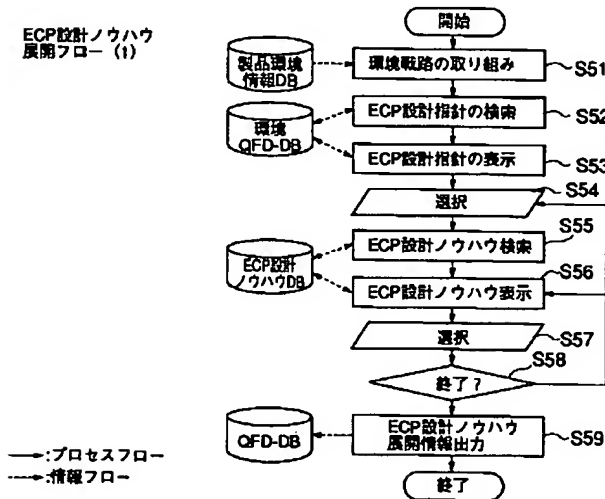 ECP設計ノウハウ
展開フロー(1)
開始
製品環境
情報DB
環境戦路の取り組み
S51
ECP設計指針の検索
S52
環境
QFD-DB
ECP設計指針の表示
S53
選択
S54
ECP設計ノウハウ検索
S55
ECP設計
ノウハウDB
ECP設計ノウハウ表示
S56
選択
S57
終了?
S58
QFD-DB
ECP設計ノウハウ
展開情報出力
S59
終了
:プロセスフロー
:情報フロー